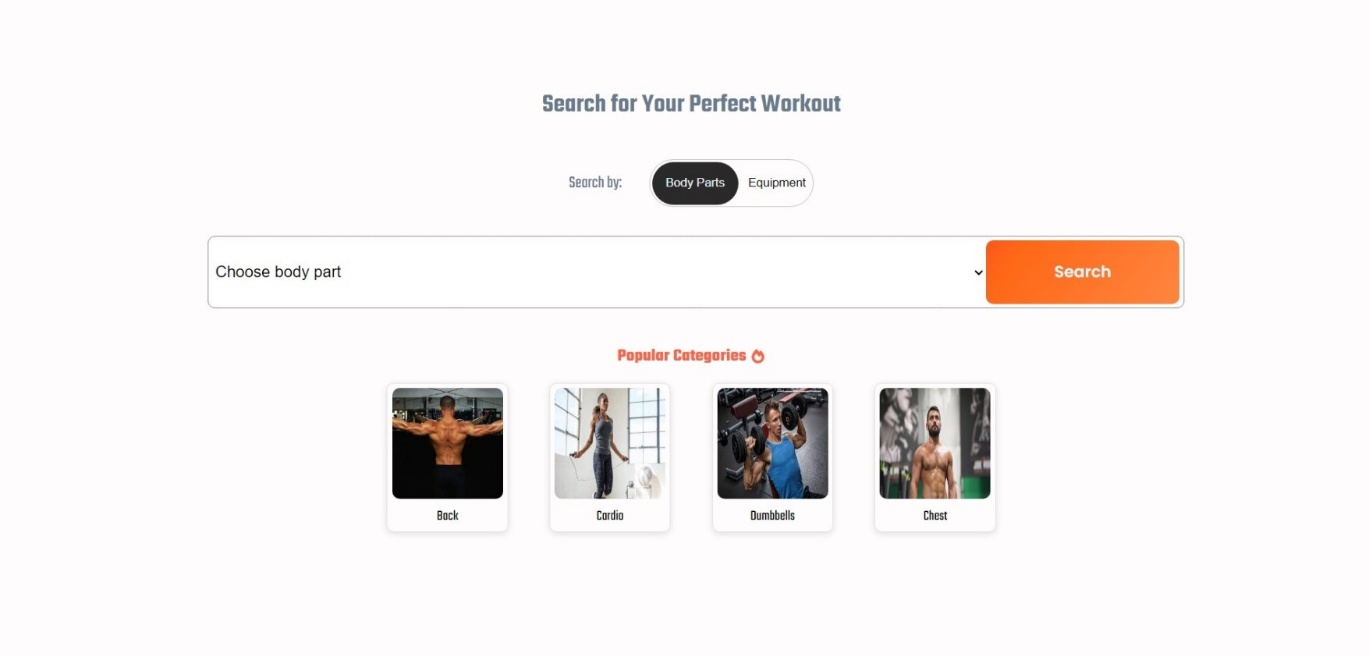 Search for Your Perfect Workout
Search by: Body Parts Equipment
Choose body part Search
Popular Categories
Back Cardio Dumbbells Chest